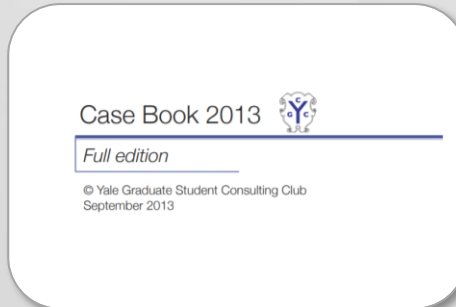 Case Book 2013
C
G Y C
C
Full edition
© Yale Graduate Student Consulting Club
September 2013